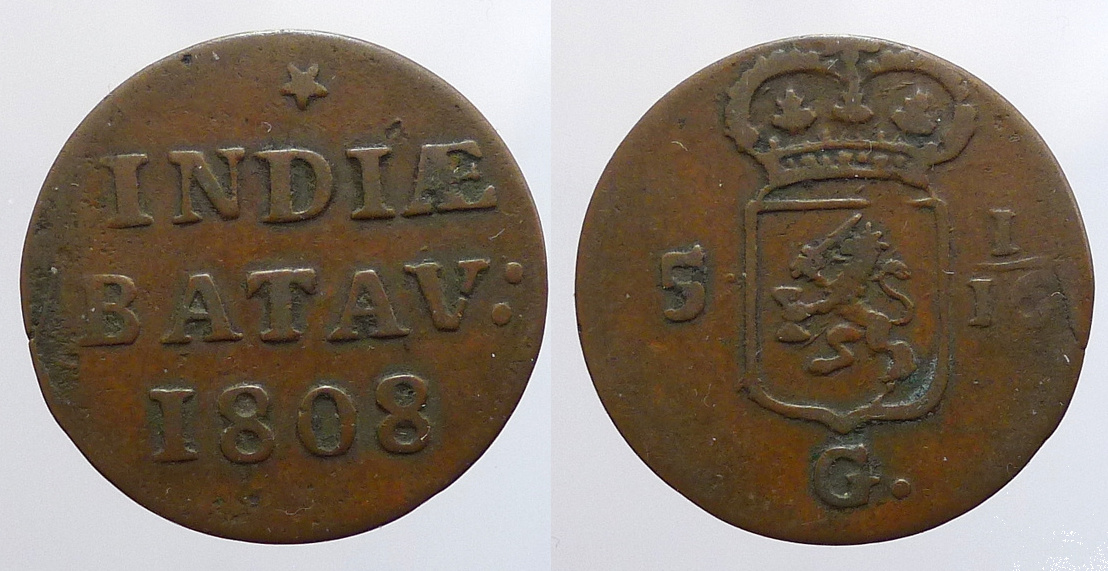 INDIÆ
BATAV:
1808
5 1/16
G.